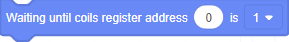 Waiting until coils register address 0 is 1